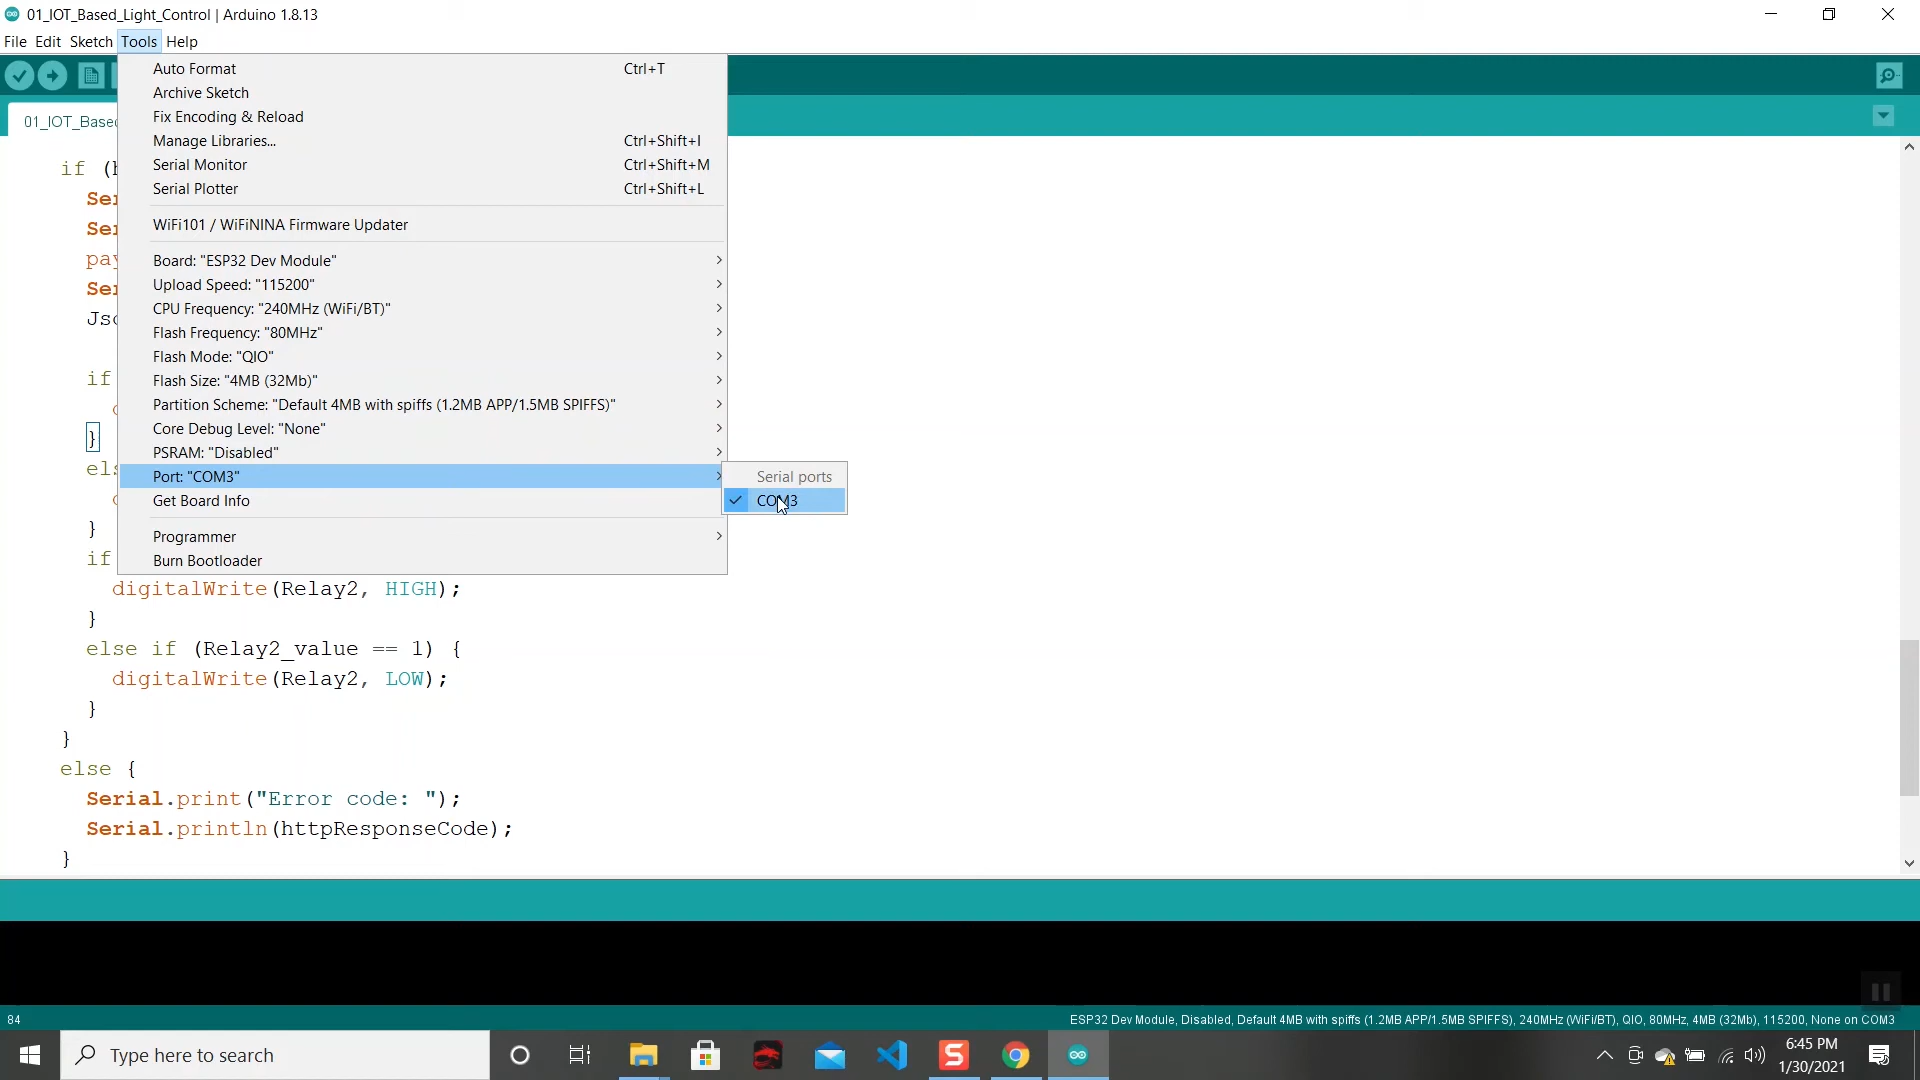 01_IOT_Based_Light_Control | Arduino 1.8.13
File Edit Sketch Tools Help
Auto Format Ctrl+T
Archive Sketch
Fix Encoding & Reload
Manage Libraries... Ctrl+Shift+I
Serial Monitor Ctrl+Shift+M
Serial Plotter Ctrl+Shift+L
WiFi101 / WiFiNINA Firmware Updater
Board: "ESP32 Dev Module"
Upload Speed: "115200"
CPU Frequency: "240MHz (WiFi/BT)"
Flash Frequency: "80MHz"
Flash Mode: "QIO"
Flash Size: "4MB (32Mb)"
Partition Scheme: "Default 4MB with spiffs (1.2MB APP/1.5MB SPIFFS)"
Core Debug Level: "None"
PSRAM: "Disabled"
Port: "COM3"
Get Board Info
Programmer
Burn Bootloader
Serial ports
COM3
01_IOT_Based
if (
Ser
Ser
pay
Ser
Jso
if
}
els
}
if
digitalWrite(Relay2, HIGH);
}
else if (Relay2_value == 1) {
digitalWrite(Relay2, LOW);
}
}
else {
Serial.print("Error code: ");
Serial.println(httpResponseCode);
}
84
ESP32 Dev Module, Disabled, Default 4MB with spiffs (1.2MB APP/1.5MB SPIFFS), 240MHz (WiFi/BT), QIO, 80MHz, 4MB (32Mb), 115200, None on COM3
Type here to search
6:45 PM
1/30/2021